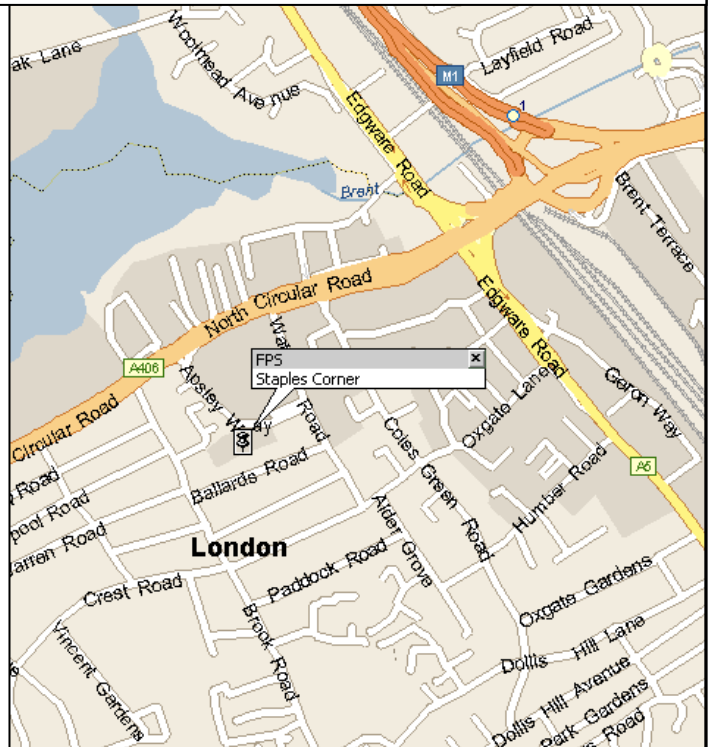 ak Lane
Woolmead Avenue
Layfield Road
M1
1
Edgware Road
Brent
Brent Terrace
North Circular Road
Edgware Road
FPS
Staples Corner
A406
Apsley Way
Road
Geron Way
Circular Road
Oxgate Lane
Coles Green Road
A5
Road
Ballards Road
Humber Road
pool Road
Alder Grove
arren Road
London
Paddock Road
Crest Road
Oxgate Gardens
Brook Road
Vincent Gardens
Dollis Hill Lane
Dollis Hill Avenue
Park Gardens
Road